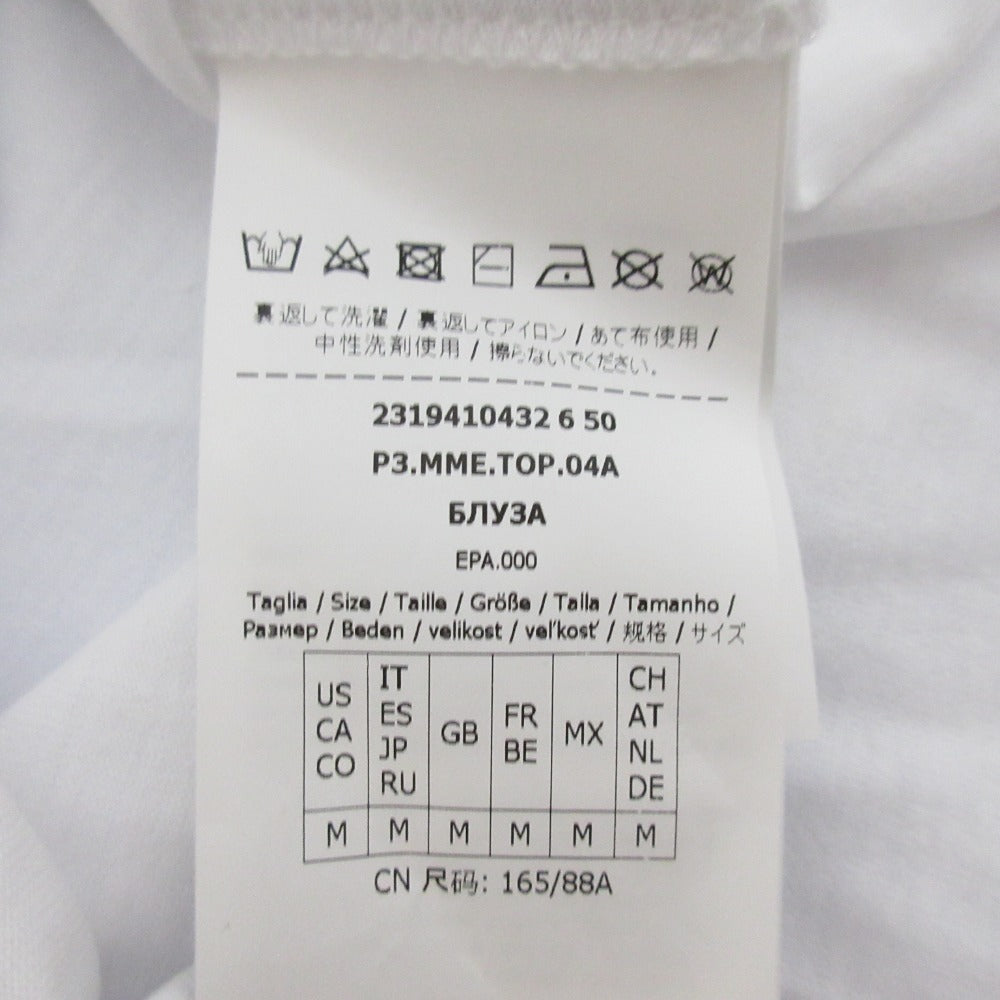 裏返して洗濯 / 裏返してアイロン / あて布使用 /
中性洗剤使用 / 擦らないでください。
2319410432 6 50
P3.MME.TOP.04A
БЛУЗА
EPA.000
Taglia / Size / Taille / Größe / Talla / Tamanho /
Размер / Beden / velikost / veľkosť / 规格 / サイズ
US CA CO
IT ES JP RU
GB
FR BE
MX
CH AT NL DE
M M M M M M
CN 尺码: 165/88A